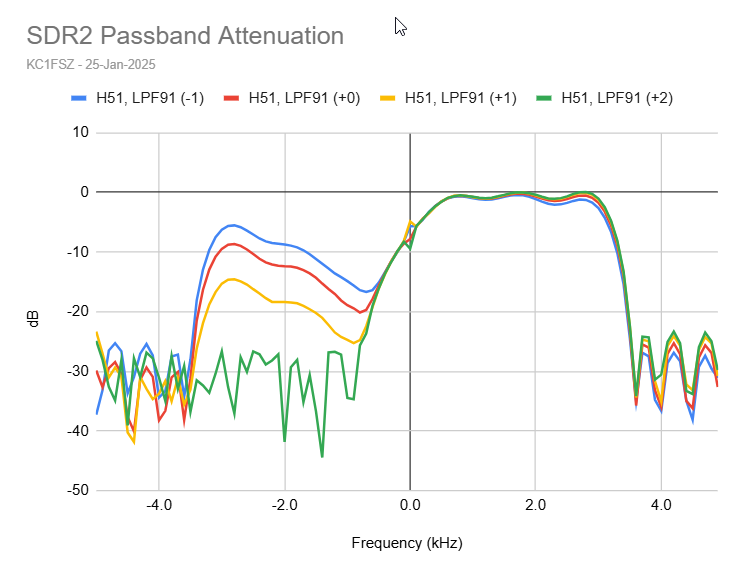 SDR2 Passband Attenuation
KC1FSZ - 25-Jan-2025
H51, LPF91 (-1) H51, LPF91 (+0) H51, LPF91 (+1) H51, LPF91 (+2)
10
0
-10
-20
-30
-40
-50
dB
-4.0 -2.0 0.0 2.0 4.0
Frequency (kHz)